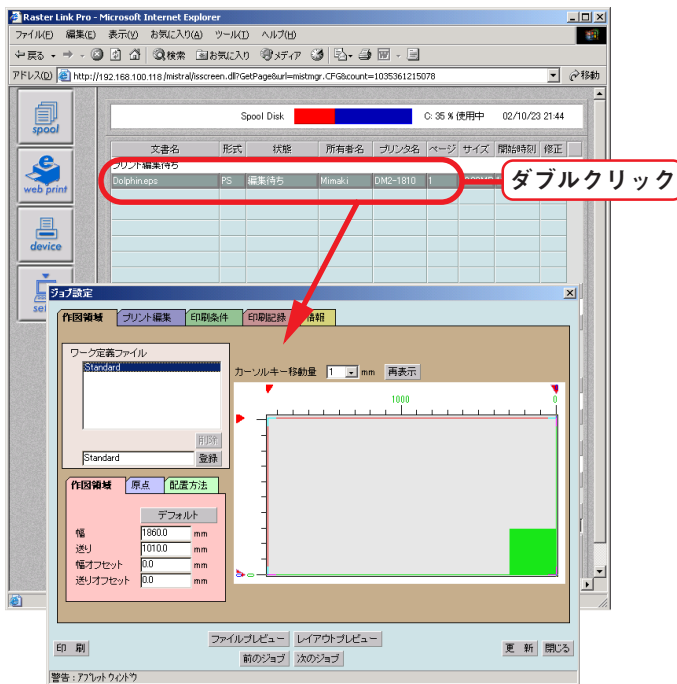 Raster Link Pro - Microsoft Internet Explorer
ファイル(F) 編集(E) 表示(V) お気に入り(A) ツール(T) ヘルプ(H)
戻る 検索 お気に入り メディア
アドレス(D) http://192.168.100.118/mistral/isscreen.dll?GetPage&url=mistmgr.CFG&count=1035361215078 移動
spool
web print
device
Spool Disk C: 35 % 使用中 02/10/23 21:44
文書名 形式 状態 所有者名 プリンタ名 ページ サイズ 開始時刻 修正
プリント編集待ち
Dolphin.eps PS 編集待ち Mimaki DM2-1810 1
ダブルクリック
ジョブ設定
作図領域 プリント編集 印刷条件 印刷記録 情報
ワーク定義ファイル
Standard
削除
Standard 登録
カーソルキー移動量 1 mm 再表示
1000 0
作図領域 原点 配置方法
デフォルト
幅 1860.0 mm
送り 1010.0 mm
幅オフセット 0.0 mm
送りオフセット 0.0 mm
0 0
印 刷 ファイルプレビュー レイアウトプレビュー 更 新 閉じる
前のジョブ 次のジョブ
警告 : アプレット ウィンドウ